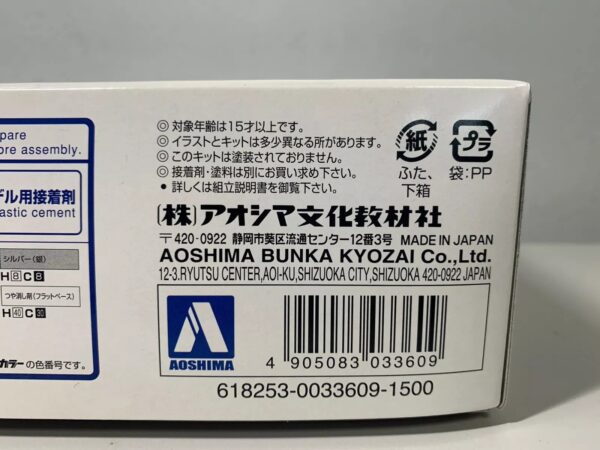 pare
ore assembly.
デル用接着剤
astic cement
シルバー(銀)
H 8 C 8
つや消し剤(フラットベース)
H 40 C 30
カラー の色番号です。
◎ 対象年齢は15才以上です。
◎ イラストとキットは多少異なる所があります。
◎ このキットは塗装されておりません。
◎ 接着剤・塗料は別にお買い求め下さい。
● 詳しくは組立説明書を御覧下さい。
紙
ふた、
下箱
プラ
袋:PP
(株)アオシマ文化教材社
〒420-0922 静岡市葵区流通センター12番3号 MADE IN JAPAN
AOSHIMA BUNKA KYOZAI Co.,Ltd.
12-3.RYUTSU CENTER,AOI-KU,SHIZUOKA CITY,SHIZUOKA 420-0922 JAPAN
AOSHIMA
4 905083 033609
618253-0033609-1500